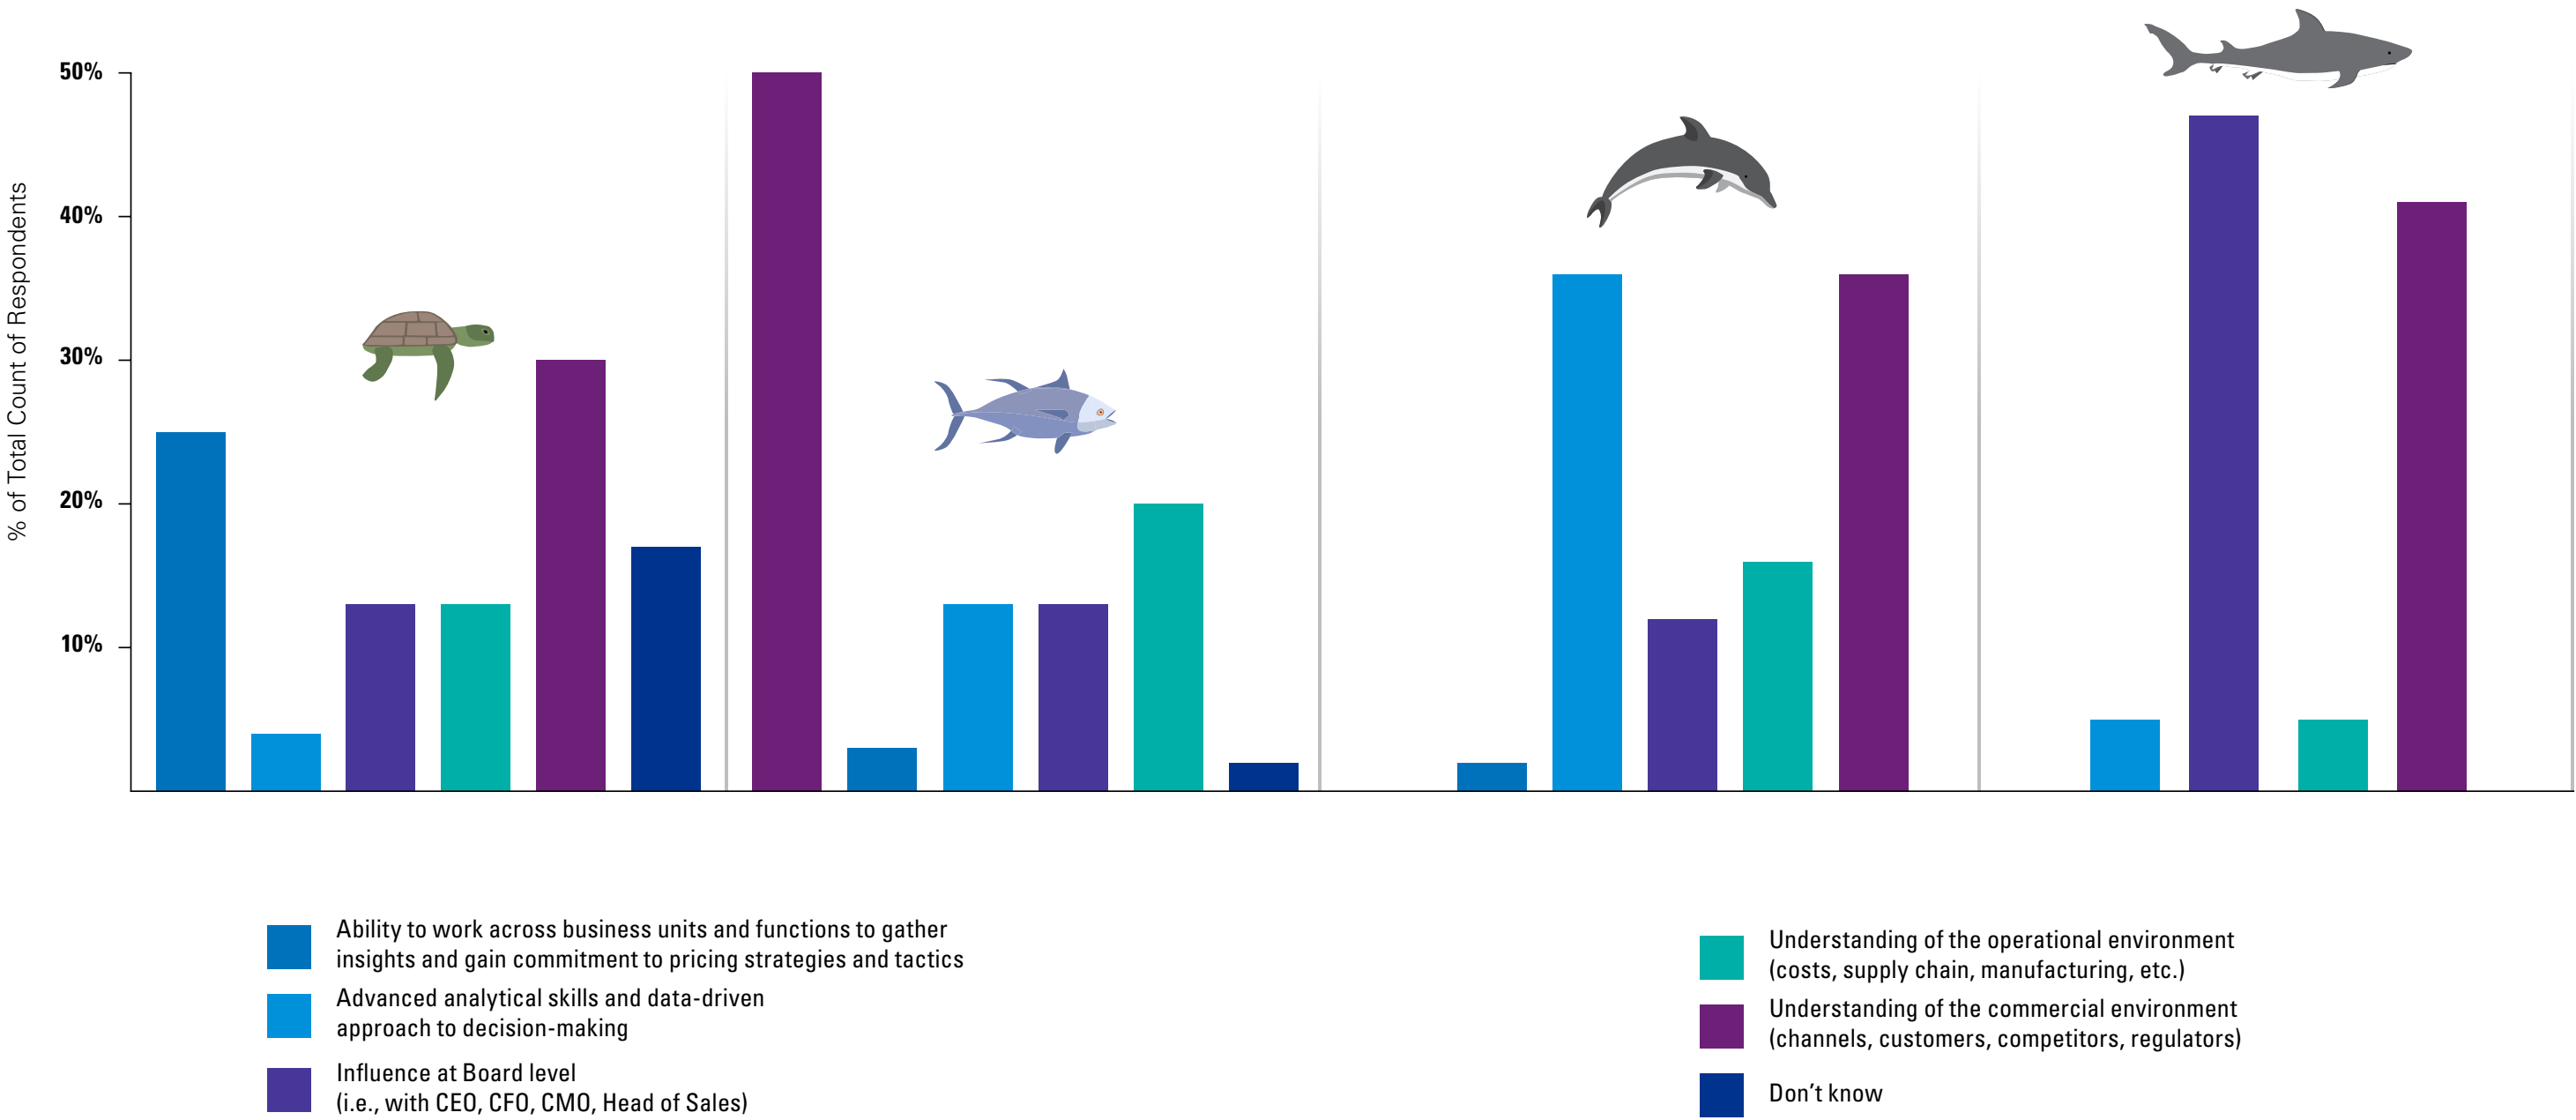 % of Total Count of Respondents
50%
40%
30%
20%
10%
Ability to work across business units and functions to gather
insights and gain commitment to pricing strategies and tactics
Advanced analytical skills and data-driven
approach to decision-making
Influence at Board level
(i.e., with CEO, CFO, CMO, Head of Sales)
Understanding of the operational environment
(costs, supply chain, manufacturing, etc.)
Understanding of the commercial environment
(channels, customers, competitors, regulators)
Don’t know